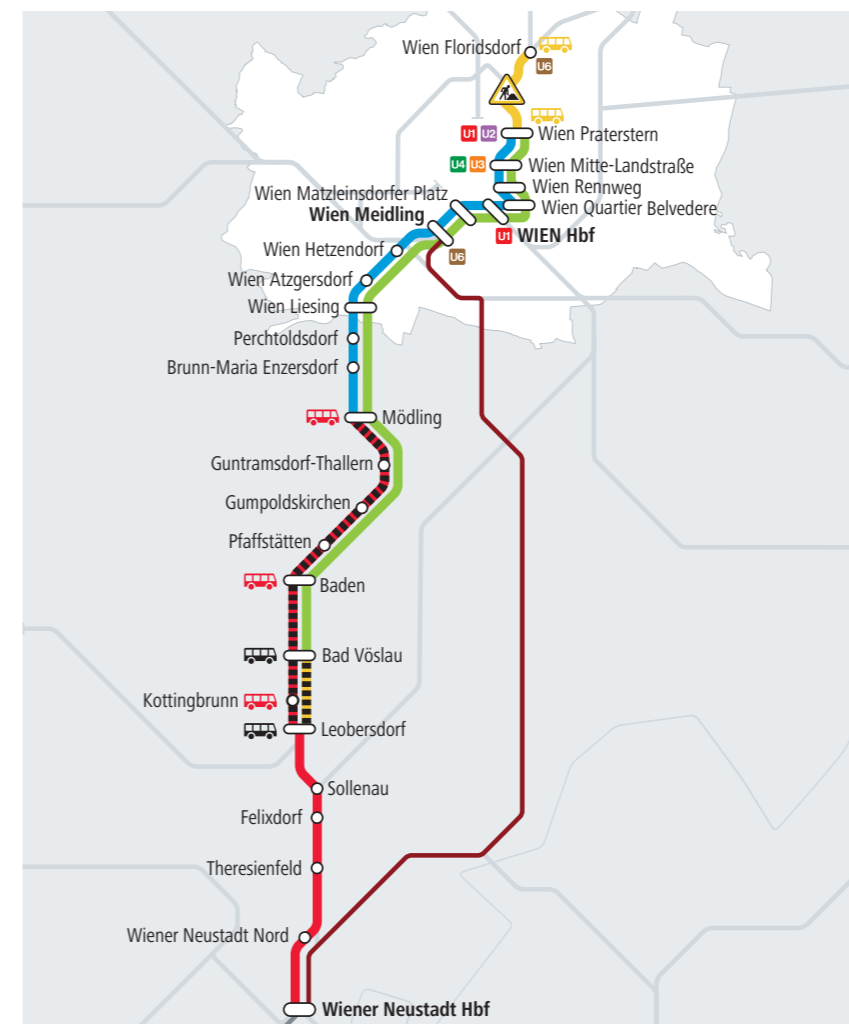 Wien Floridsdorf
U6
U1 U2 Wien Praterstern
U4 U3 Wien Mitte-Landstraße
Wien Rennweg
Wien Matzleinsdorfer Platz
Wien Quartier Belvedere
Wien Meidling
U1 WIEN Hbf
Wien Hetzendorf
U6
Wien Atzgersdorf
Wien Liesing
Perchtoldsdorf
Brunn-Maria Enzersdorf
Mödling
Guntramsdorf-Thallern
Gumpoldskirchen
Pfaffstätten
Baden
Bad Vöslau
Kottingbrunn
Leobersdorf
Sollenau
Felixdorf
Theresienfeld
Wiener Neustadt Nord
Wiener Neustadt Hbf